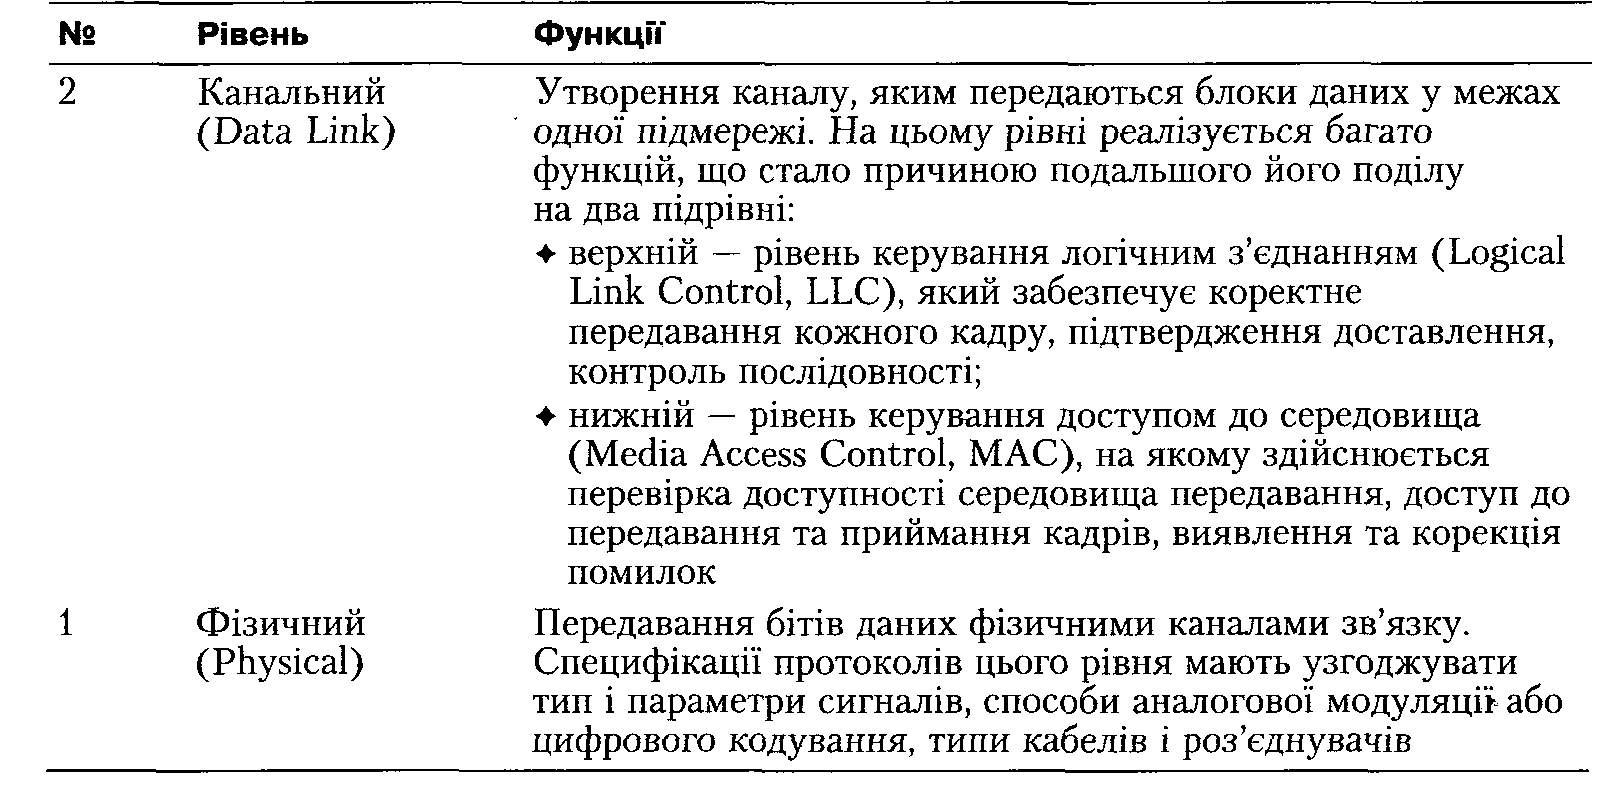 № Рівень Функції
2 Канальний Утворення каналу, яким передаються блоки даних у межах
(Data Link) одної підмережі. На цьому рівні реалізується багато
функцій, що стало причиною подальшого його поділу
на два підрівні:
✦ верхній — рівень керування логічним з’єднанням (Logical
Link Control, LLC), який забезпечує коректне
передавання кожного кадру, підтвердження доставлення,
контроль послідовності;
✦ нижній — рівень керування доступом до середовища
(Media Access Control, MAC), на якому здійснюється
перевірка доступності середовища передавання, доступ до
передавання та приймання кадрів, виявлення та корекція
помилок
1 Фізичний Передавання бітів даних фізичними каналами зв’язку.
(Physical) Специфікації протоколів цього рівня мають узгоджувати
тип і параметри сигналів, способи аналогової модуляції або
цифрового кодування, типи кабелів і роз’єднувачів